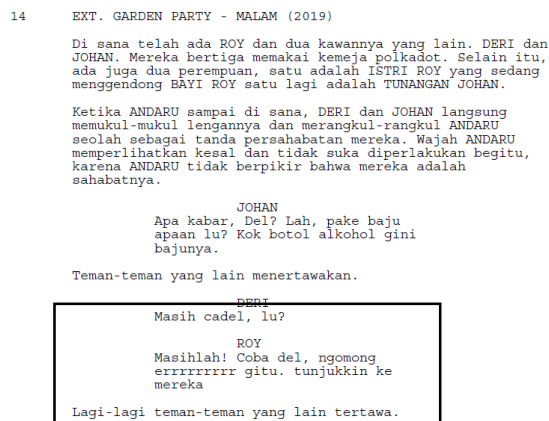 14 EXT. GARDEN PARTY - MALAM (2019)
Di sana telah ada ROY dan dua kawannya yang lain. DERI dan
JOHAN. Mereka bertiga memakai kemeja polkadot. Selain itu,
ada juga dua perempuan, satu adalah ISTRI ROY yang sedang
menggendong BAYI ROY satu lagi adalah TUNANGAN JOHAN.
Ketika ANDARU sampai di sana, DERI dan JOHAN langsung
memukul-mukul lengannya dan merangkul-rangkul ANDARU
seolah sebagai tanda persahabatan mereka. Wajah ANDARU
memperlihatkan kesal dan tidak suka diperlakukan begitu,
karena ANDARU tidak berpikir bahwa mereka adalah
sahabatnya.
JOHAN
Apa kabar, Del? Lah, pake baju
apaan lu? Kok botol alkohol gini
bajunya.
Teman-teman yang lain menertawakan.
DERI
Masih cadel, lu?
ROY
Masihlah! Coba del, ngomong
errrrrrrrr gitu. tunjukkin ke
mereka
Lagi-lagi teman-teman yang lain tertawa.